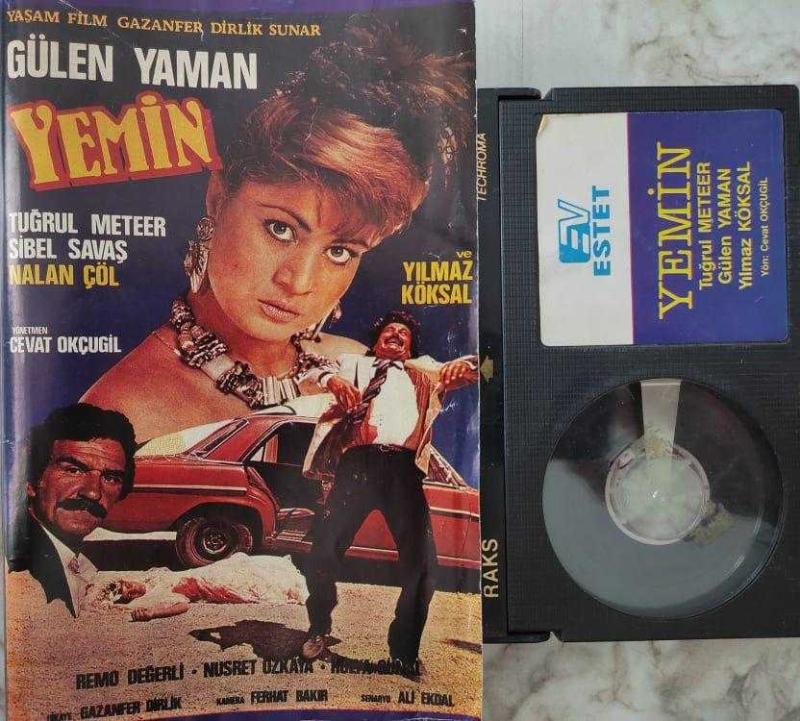 YAŞAM FİLM GAZANFER DİRLİK SUNAR
GÜLEN YAMAN
YEMİN
TUĞRUL METEER
SİBEL SAVAŞ
NALAN ÇÖL
ve
YILMAZ
KÖKSAL
YÖNETMEN
CEVAT OKÇUGİL
REMO DEĞERLİ • NUSRET ÖZKAYA •
GAZANFER DİRLİK KAMERA FERHAT BAKIR SENARYO ALİ EKDAL
TECHROMA
RAKS
EV
ESTET
YEMİN
Tuğrul METEER
Gülen YAMAN
Yılmaz KÖKSAL
Yön: Cevat OKÇUGİL